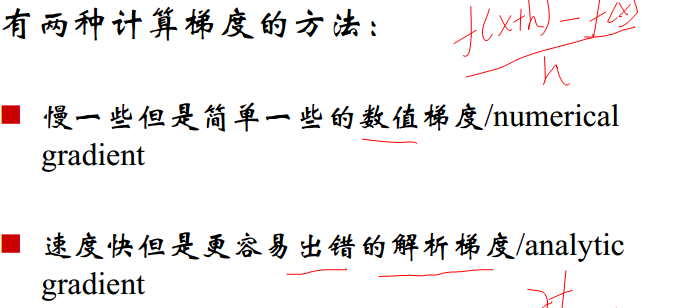 有两种计算梯度的方法：
f(x+h) - f(x)
h
慢一些但是简单一些的数值梯度/numerical
gradient
速度快但是更容易出错的解析梯度/analytic
gradient